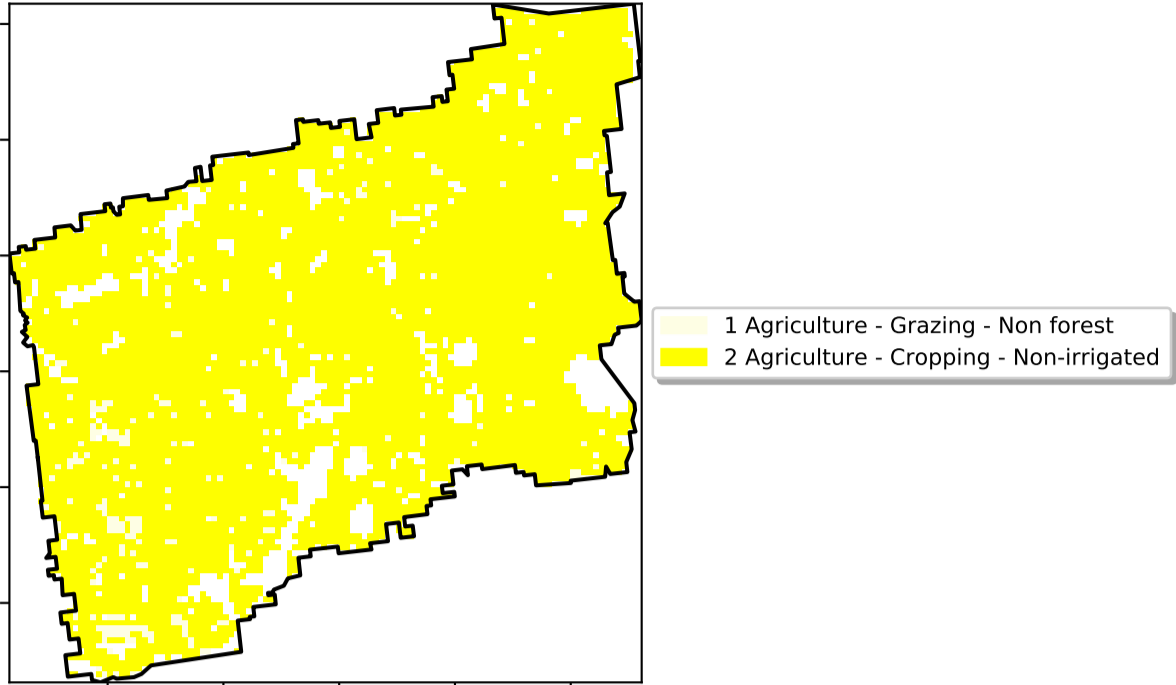 1 Agriculture - Grazing - Non forest
2 Agriculture - Cropping - Non-irrigated